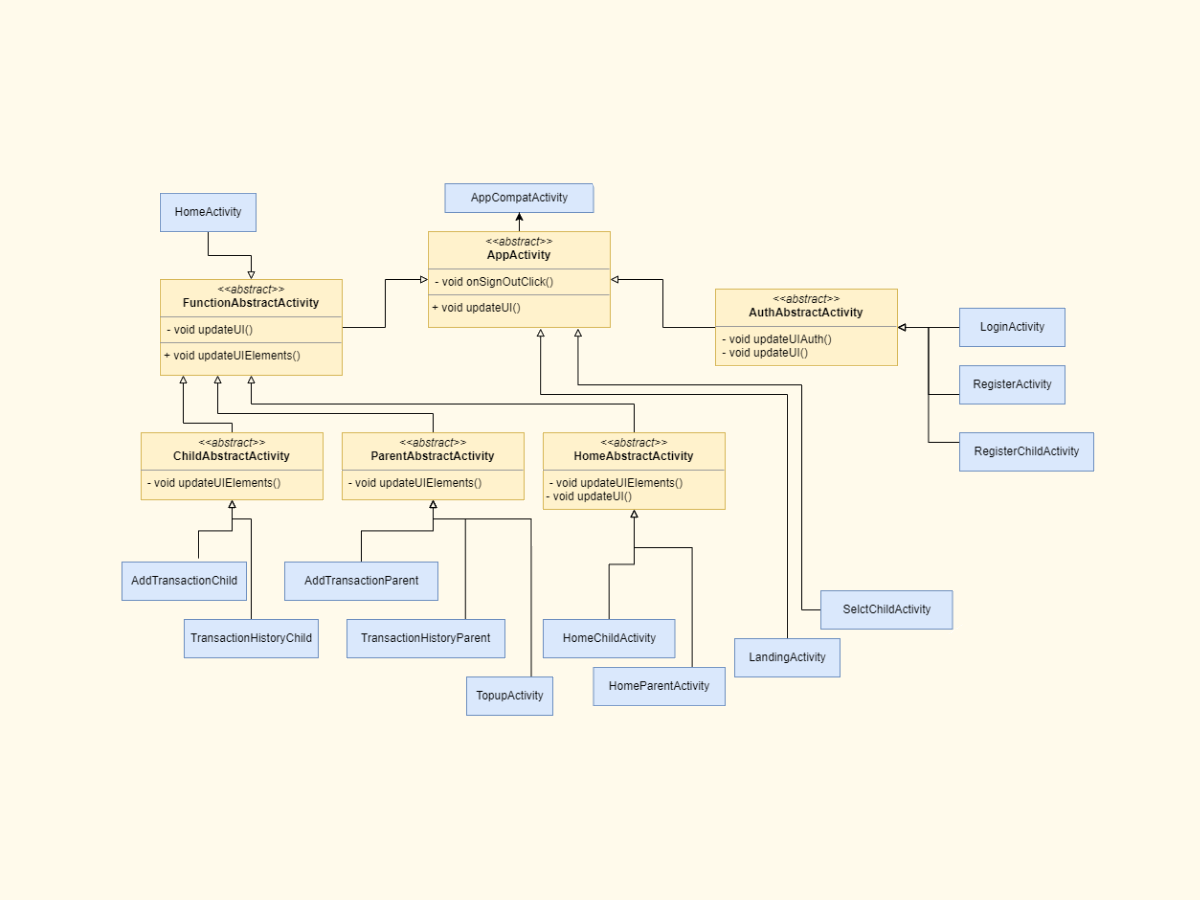 AppCompatActivity
HomeActivity
<<abstract>>
AppActivity
- void onSignOutClick()
+ void updateUI()
<<abstract>>
FunctionAbstractActivity
- void updateUI()
+ void updateUIElements()
<<abstract>>
AuthAbstractActivity
- void updateUIAuth()
- void updateUI()
LoginActivity
RegisterActivity
RegisterChildActivity
<<abstract>>
ChildAbstractActivity
- void updateUIElements()
<<abstract>>
ParentAbstractActivity
- void updateUIElements()
<<abstract>>
HomeAbstractActivity
- void updateUIElements()
- void updateUI()
AddTransactionChild
AddTransactionParent
TransactionHistoryChild
TransactionHistoryParent
HomeChildActivity
SelctChildActivity
LandingActivity
HomeParentActivity
TopupActivity